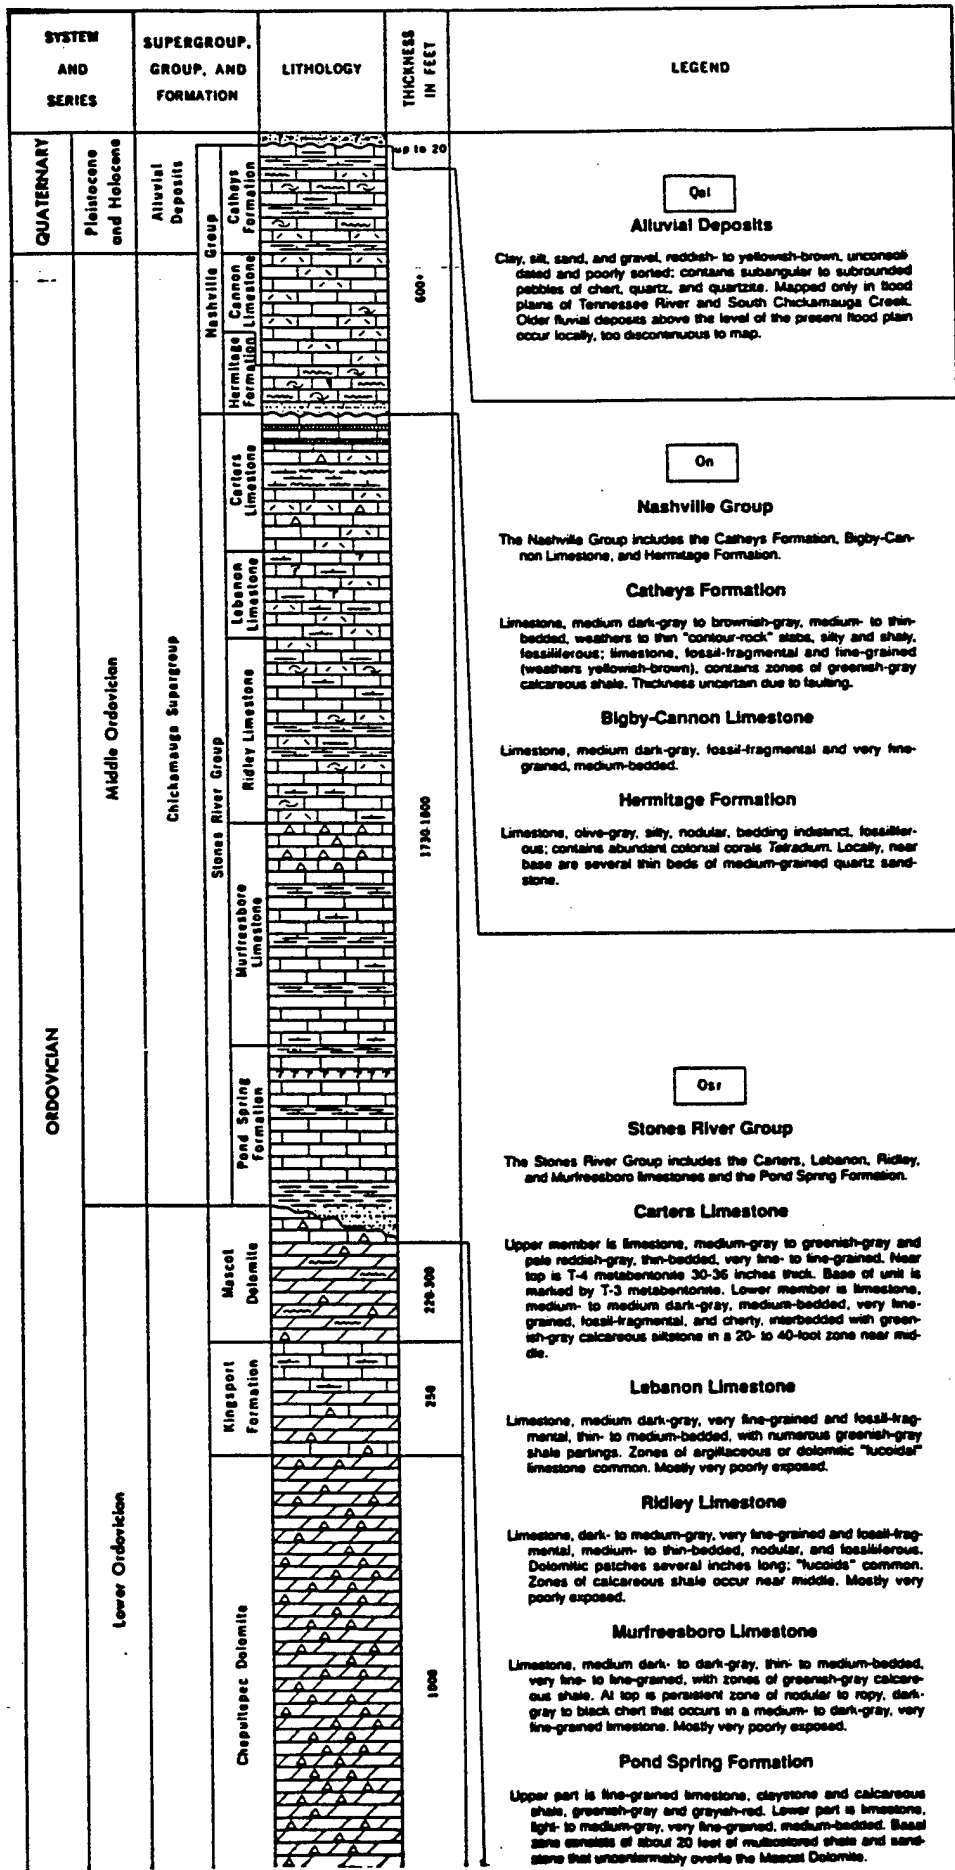 SYSTEM
AND
SERIES
SUPERGROUP,
GROUP, AND
FORMATION
LITHOLOGY
THICKNESS
IN FEET
LEGEND
QUATERNARY
Pleistocene
and Holocene
Alluvial
Deposits
ORDOVICIAN
Middle Ordovician
Lower Ordovician
Chickamauga Supergroup
Nashville Group
Catheys
Formation
Cannon
Limestone
Hermitage
Formation
Stones River Group
Carters
Limestone
Lebanon
Limestone
Ridley Limestone
Murfreesboro
Limestone
Pond Spring
Formation
Mascot
Dolomite
Kingsport
Formation
Chepultepec Dolomite
up to 20
600+
1730-1800
220-300
250
1000
Qal
Alluvial Deposits
Clay, silt, sand, and gravel, reddish- to yellowish-brown, unconsoli-
dated and poorly sorted; contains subangular to subrounded
pebbles of chert, quartz, and quartzite. Mapped only in flood
plains of Tennessee River and South Chickamauga Creek.
Older fluvial deposits above the level of the present flood plain
occur locally, too discontinuous to map.
On
Nashville Group
The Nashville Group includes the Catheys Formation, Bigby-Can-
non Limestone, and Hermitage Formation.
Catheys Formation
Limestone, medium dark-gray to brownish-gray, medium- to thin-
bedded, weathers to thin "contour-rock" slabs, silty and shaly,
fossiliferous; limestone, fossil-fragmental and fine-grained
(weathers yellowish-brown), contains zones of greenish-gray
calcareous shale. Thickness uncertain due to faulting.
Bigby-Cannon Limestone
Limestone, medium dark-gray, fossil-fragmental and very fine-
grained, medium-bedded.
Hermitage Formation
Limestone, olive-gray, silty, nodular, bedding indistinct, fossilifer-
ous; contains abundant colonial corals Tetradium. Locally, near
base are several thin beds of medium-grained quartz sand-
stone.
Osr
Stones River Group
The Stones River Group includes the Carters, Lebanon, Ridley,
and Murfreesboro limestones and the Pond Spring Formation.
Carters Limestone
Upper member is limestone, medium-gray to greenish-gray and
pale reddish-gray, thin-bedded, very fine- to fine-grained. Near
top is T-4 metabentonite 30-36 inches thick. Base of unit is
marked by T-3 metabentonite. Lower member is limestone,
medium- to medium dark-gray, medium-bedded, very fine-
grained, fossil-fragmental, and cherty, interbedded with green-
ish-gray calcareous siltstone in a 20- to 40-foot zone near mid-
dle.
Lebanon Limestone
Limestone, medium dark-gray, very fine-grained and fossil-frag-
mental, thin- to medium-bedded, with numerous greenish-gray
shale partings. Zones of argillaceous or dolomitic "fucoidal"
limestone common. Mostly very poorly exposed.
Ridley Limestone
Limestone, dark- to medium-gray, very fine-grained and fossil-frag-
mental, medium- to thin-bedded, nodular, and fossiliferous.
Dolomitic patches several inches long; "fucoids" common.
Zones of calcareous shale occur near middle. Mostly very
poorly exposed.
Murfreesboro Limestone
Limestone, medium dark- to dark-gray, thin- to medium-bedded,
very fine- to fine-grained, with zones of greenish-gray calcare-
ous shale. At top is persistent zone of nodular to ropy, dark-
gray to black chert that occurs in a medium- to dark-gray, very
fine-grained limestone. Mostly very poorly exposed.
Pond Spring Formation
Upper part is fine-grained limestone, claystone and calcareous
shale, greenish-gray and grayish-red. Lower part is limestone,
light- to medium-gray, very fine-grained, medium-bedded. Basal
zone consists of about 20 feet of multicolored shale and sand-
stone that unconformably overlie the Mascot Dolomite.